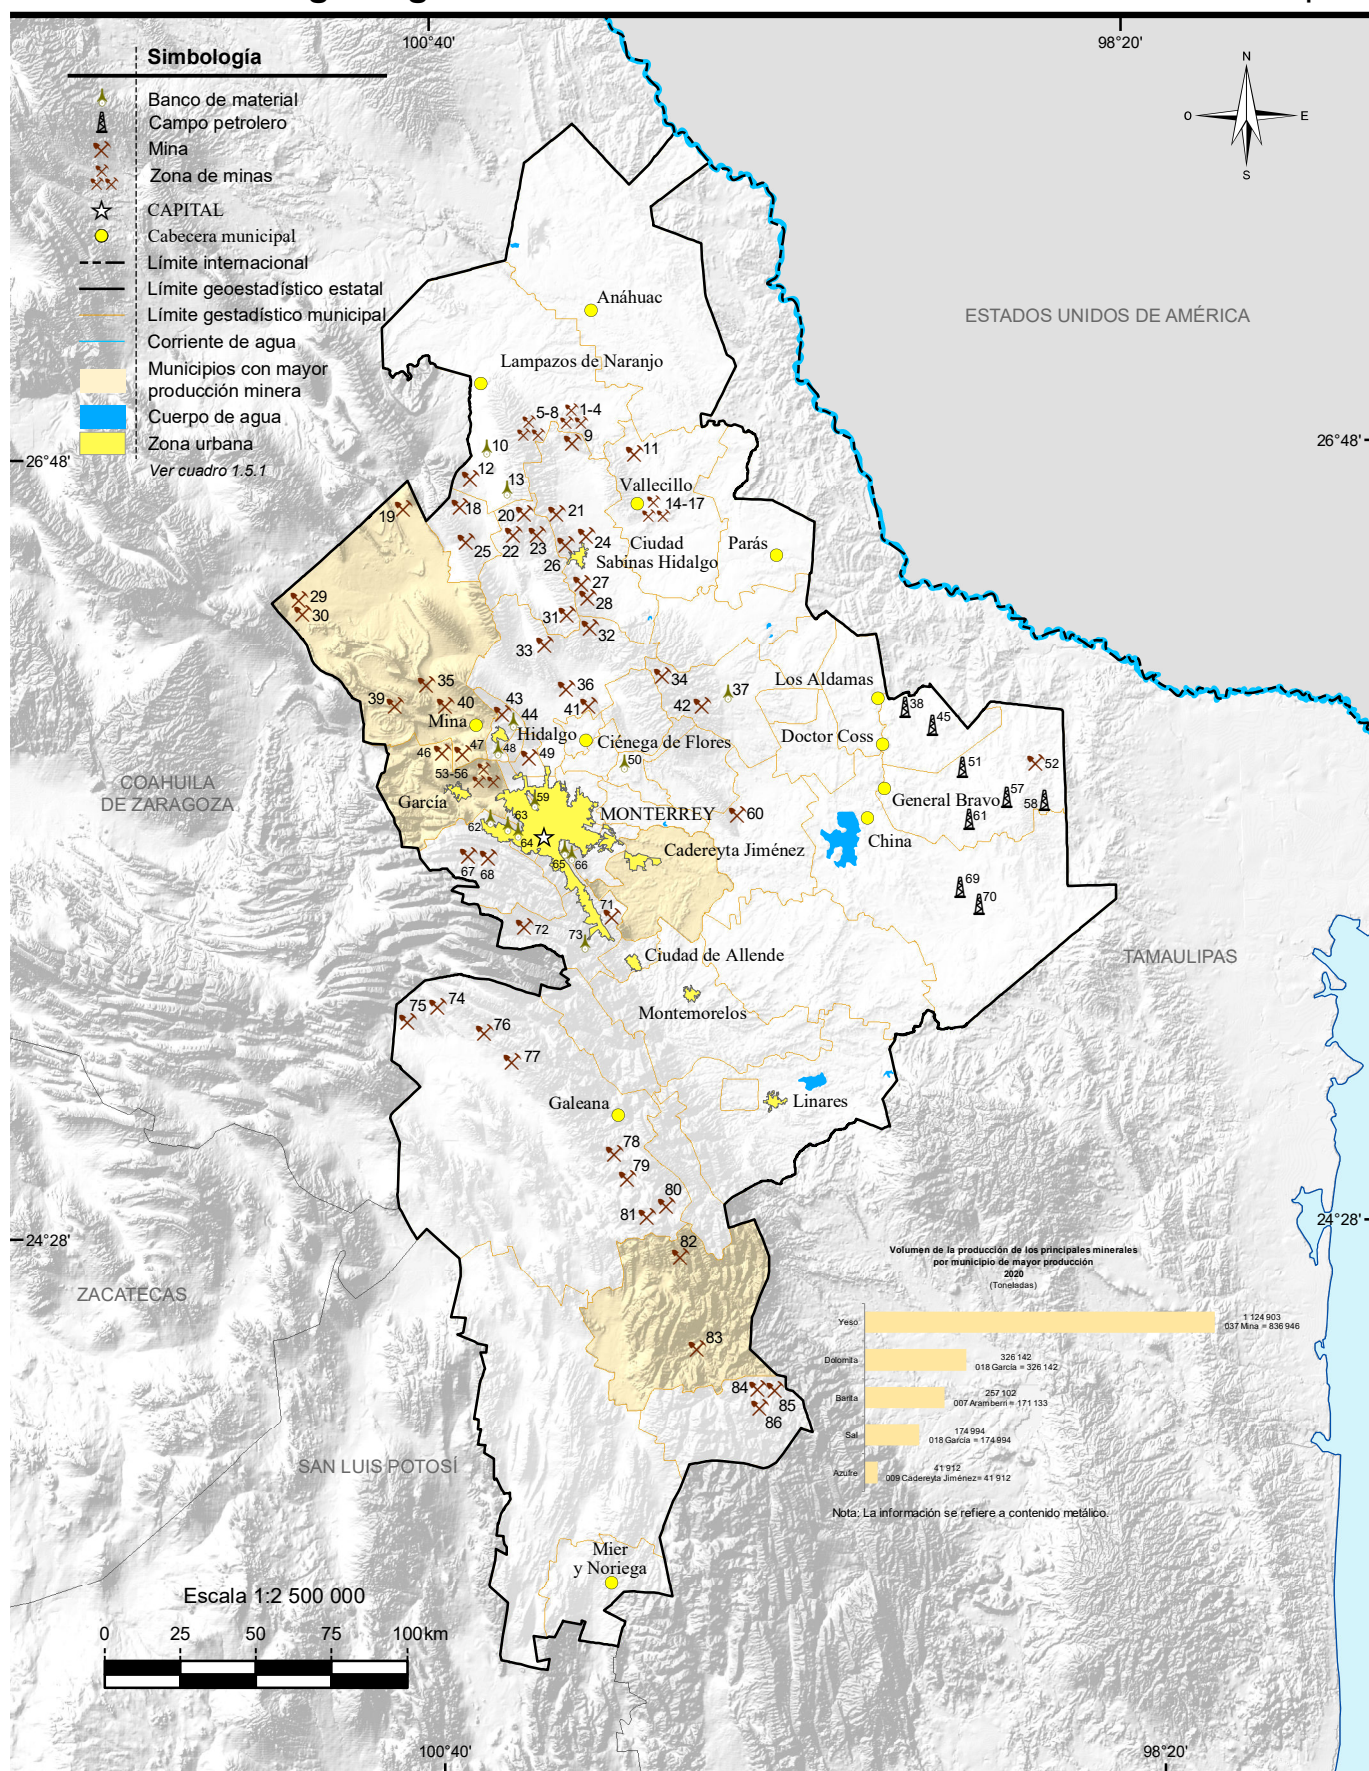 100°40'
98°20'
Simbología
Banco de material
Campo petrolero
Mina
Zona de minas
CAPITAL
Cabecera municipal
Límite internacional
Límite geoestadístico estatal
Límite gestadístico municipal
Corriente de agua
Municipios con mayor
producción minera
Cuerpo de agua
Zona urbana
Ver cuadro 1.5.1
N
O
E
S
ESTADOS UNIDOS DE AMÉRICA
Anáhuac
Lampazos de Naranjo
5-8
1-4
9
10
11
26°48'
26°48'
12
13
Vallecillo
14-17
18
19
20
21
22
23
24
25
26
Ciudad
Sabinas Hidalgo
Parás
27
28
29
30
31
32
33
34
35
36
37
Los Aldamas
38
39
40
41
42
43
44
45
Mina
Hidalgo
Ciénega de Flores
Doctor Coss
46
47
48
49
50
51
52
53-56
57
58
COAHUILA
DE ZARAGOZA
García
59
General Bravo
MONTERREY
60
61
62
63
64
65
66
China
Cadereyta Jiménez
67
68
69
70
71
72
73
Ciudad de Allende
TAMAULIPAS
Montemorelos
74
75
76
77
Galeana
Linares
78
79
80
81
24°28'
24°28'
82
ZACATECAS
83
84
85
86
SAN LUIS POTOSÍ
Volumen de la producción de los principales minerales
por municipio de mayor producción
2020
(Toneladas)
Yeso
1 124 903
037 Mina = 836 946
Dolomita
326 142
018 García = 326 142
Barita
257 102
007 Aramberri = 171 133
Sal
174 994
018 García = 174 994
Azufre
41 912
009 Cadereyta Jiménez= 41 912
Nota: La información se refiere a contenido metálico.
Mier
y Noriega
Escala 1:2 500 000
0
25
50
75
100km
100°40'
98°20'